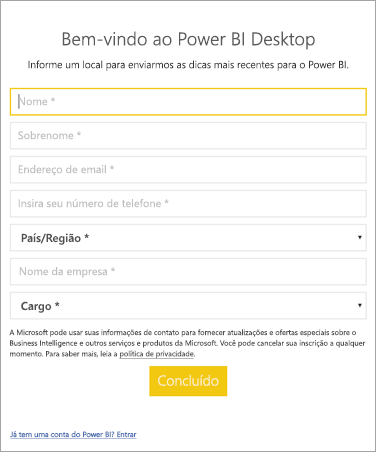 Bem-vindo ao Power BI Desktop
Informe um local para enviarmos as dicas mais recentes para o Power BI.
Nome *
Sobrenome *
Endereço de email *
Insira seu número de telefone *
País/Região *
Nome da empresa *
Cargo *
A Microsoft pode usar suas informações de contato para fornecer atualizações e ofertas especiais sobre o
Business Intelligence e outros serviços e produtos da Microsoft. Você pode cancelar sua inscrição a qualquer
momento. Para saber mais, leia a política de privacidade.
Concluído
Já tem uma conta do Power BI? Entrar